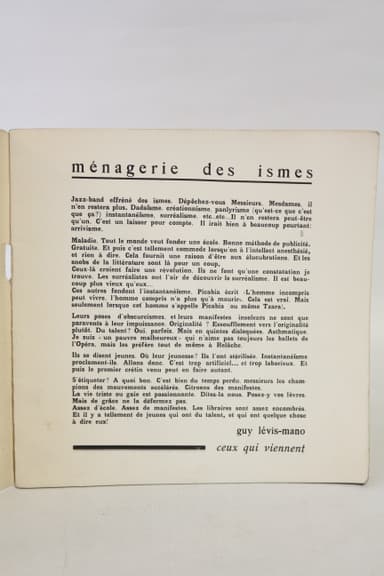 ménagerie des ismes
Jazz-band effréné des ismes. Dépêchez-vous Messieurs, Mesdames, il
n'en restera plus. Dadaïsme, créationnisme, panlyrisme (qu'est-ce que c'est
que ça?) instantanéisme, surréalisme, etc..etc...Il n'en restera peut-être
qu'un. C'est un laisser pour compte. Il irait bien à beaucoup pourtant:
arrivisme.
Maladie. Tout le monde veut fonder une école. Bonne méthode de publicité.
Gratuite. Et puis c'est tellement commode lorsqu'on a l'intellect anesthésié,
et rien à dire. Cela fournit une raison d'être aux élucubrations. Et les
snobs de la littérature sont là pour un coup.
Ceux-là croient faire une révolution. Ils ne font qu'une constatation je
trouve. Les surréalistes ont l'air de découvrir le surréalisme. Il est beau-
coup plus vieux qu'eux...
Ces autres fondent l'instantanéisme. Picabia écrit «L'homme incompris
peut vivre, l'homme compris n'a plus qu'à mourir». Cela est vrai. Mais
seulement lorsque cet homme s'appelle Picabia ou même Tzara).
Leurs poses d'obscurcismes, et leurs manifestes insolents ne sont que
paravents à leur impuissance. Originalité ? Essoufflement vers l'originalité
plutôt. Du talent? Oui, parfois. Mais en quintes disloquées. Asthmatique.
Je suis - un pauvre malheureux - qui n'aime pas toujours les ballets de
l'Opéra, mais les préfère tout de même à Relâche.
Ils se disent jeunes. Où leur jeunesse? Ils l'ont stérilisée. Instantanéisme
proclament-ils. Allons donc. C'est trop artificiel,... et trop laborieux. Et
puis le premier crétin venu peut en faire autant.
S'étiqueter? A quoi bon. C'est bien du temps perdu, messieurs les cham-
pions des mouvements accélérés. Citroens des manifestes.
La vie triste ou gaie est passionnante. Dites-la nous. Posez-y vos lèvres.
Mais de grâce ne la déformez pas.
Assez d'école. Assez de manifestes. Les libraires sont assez encombrés.
Et il y a tellement de jeunes qui ont du talent, et qui ont quelque chose
à dire eux!
guy lévis-mano
ceux qui viennent